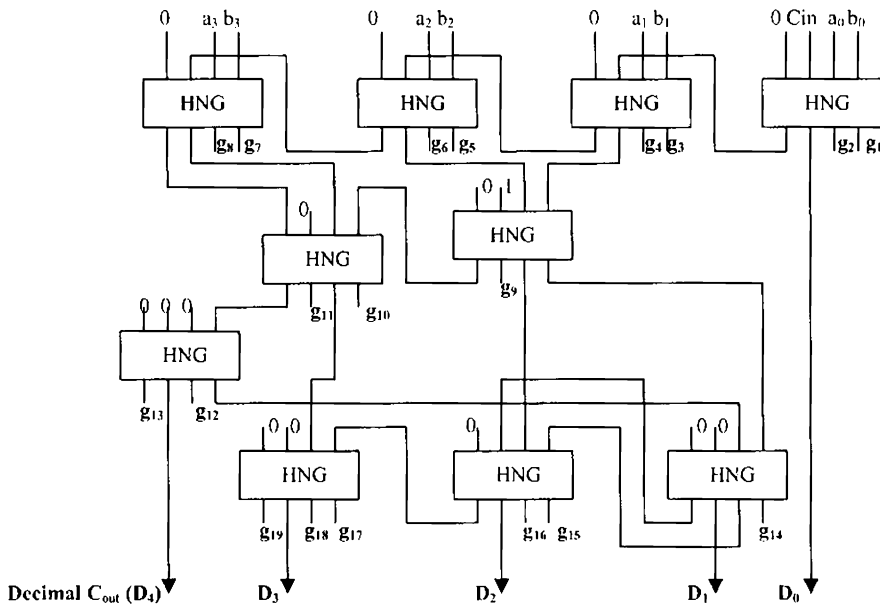 0 a₃ b₃ 0 a₂ b₂ 0 a₁ b₁ 0 Cin a₀ b₀
HNG HNG HNG HNG
g₈ g₇ g₆ g₅ g₄ g₃ g₂ g₁
0 0 1
HNG HNG
g₁₁ g₁₀ g₉
0 0 0
HNG
g₁₃ g₁₂
0 0 0 0 0
HNG HNG HNG
g₁₉ g₁₈ g₁₇ g₁₆ g₁₅ g₁₄
Decimal Cout (D₄) D₃ D₂ D₁ D₀